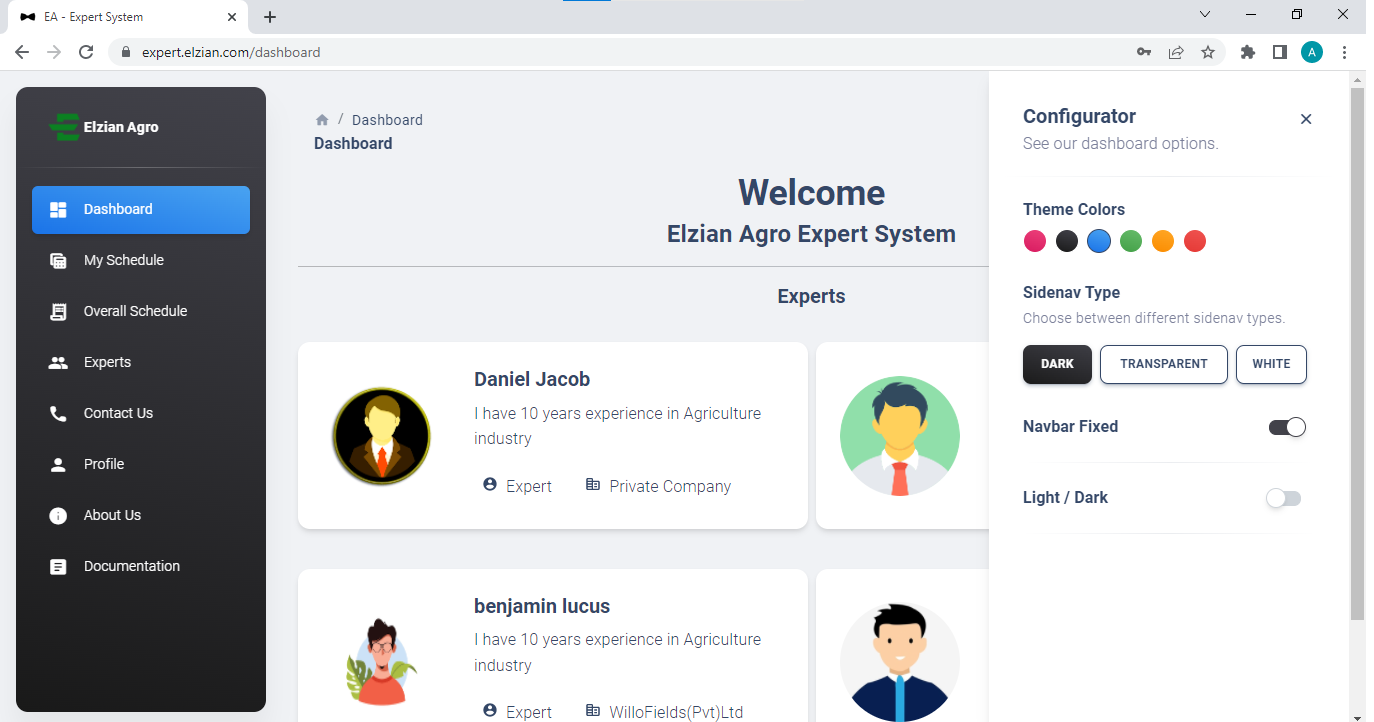 EA - Expert System
expert.elzian.com/dashboard
A
Elzian Agro
Dashboard
My Schedule
Overall Schedule
Experts
Contact Us
Profile
About Us
Documentation
/ Dashboard
Dashboard
Welcome
Elzian Agro Expert System
Experts
Daniel Jacob
I have 10 years experience in Agriculture
industry
Expert Private Company
benjamin lucus
I have 10 years experience in Agriculture
industry
Expert WilloFields(Pvt)Ltd
Configurator
See our dashboard options.
Theme Colors
Sidenav Type
Choose between different sidenav types.
DARK TRANSPARENT WHITE
Navbar Fixed
Light / Dark